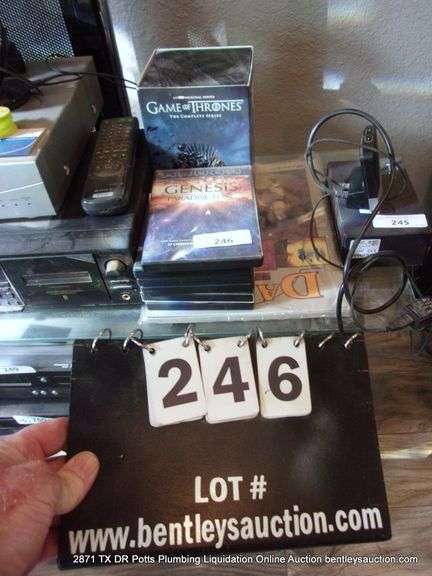 GAME OF THRONES
THE COMPLETE SERIES
GENESIS
246
245
246
LOT #
www.bentleysauction.com
2871 TX DR Potts Plumbing Liquidation Online Auction bentleysauction.com